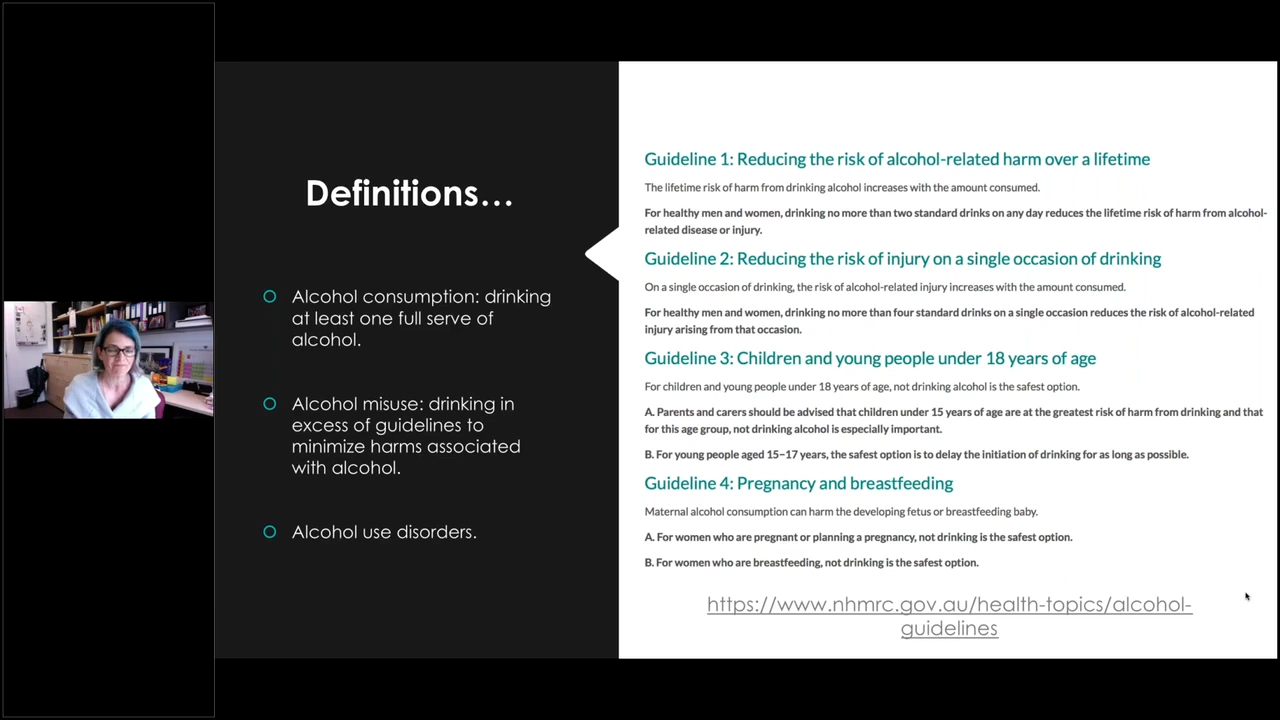 Definitions…
Alcohol consumption: drinking
at least one full serve of
alcohol.
Alcohol misuse: drinking in
excess of guidelines to
minimize harms associated
with alcohol.
Alcohol use disorders.
Guideline 1: Reducing the risk of alcohol-related harm over a lifetime
The lifetime risk of harm from drinking alcohol increases with the amount consumed.
For healthy men and women, drinking no more than two standard drinks on any day reduces the lifetime risk of harm from alcohol-
related disease or injury.
Guideline 2: Reducing the risk of injury on a single occasion of drinking
On a single occasion of drinking, the risk of alcohol-related injury increases with the amount consumed.
For healthy men and women, drinking no more than four standard drinks on a single occasion reduces the risk of alcohol-related
injury arising from that occasion.
Guideline 3: Children and young people under 18 years of age
For children and young people under 18 years of age, not drinking alcohol is the safest option.
A. Parents and carers should be advised that children under 15 years of age are at the greatest risk of harm from drinking and that
for this age group, not drinking alcohol is especially important.
B. For young people aged 15−17 years, the safest option is to delay the initiation of drinking for as long as possible.
Guideline 4: Pregnancy and breastfeeding
Maternal alcohol consumption can harm the developing fetus or breastfeeding baby.
A. For women who are pregnant or planning a pregnancy, not drinking is the safest option.
B. For women who are breastfeeding, not drinking is the safest option.
https://www.nhmrc.gov.au/health-topics/alcohol-
guidelines